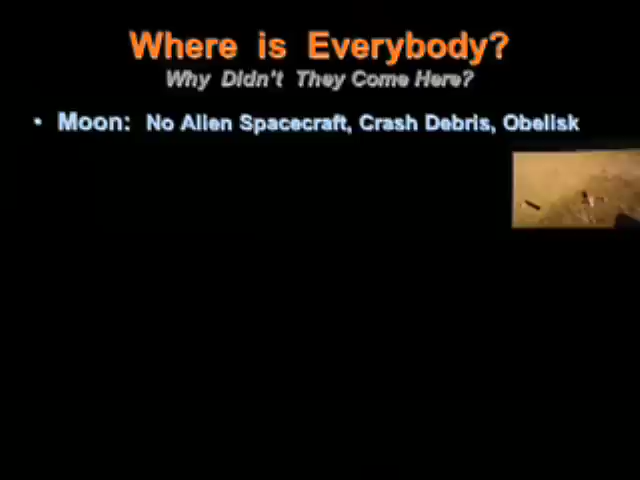 Where is Everybody?
Why Didn't They Come Here?
• Moon: No Alien Spacecraft, Crash Debris, Obelisk